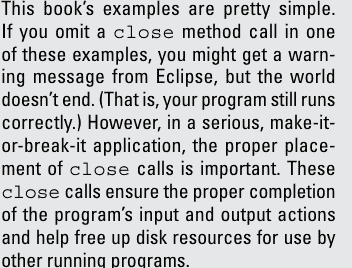 This book's examples are pretty simple.
If you omit a close method call in one
of these examples, you might get a warn-
ing message from Eclipse, but the world
doesn't end. (That is, your program still runs
correctly.) However, in a serious, make-it-
or-break-it application, the proper place-
ment of close calls is important. These
close calls ensure the proper completion
of the program's input and output actions
and help free up disk resources for use by
other running programs.